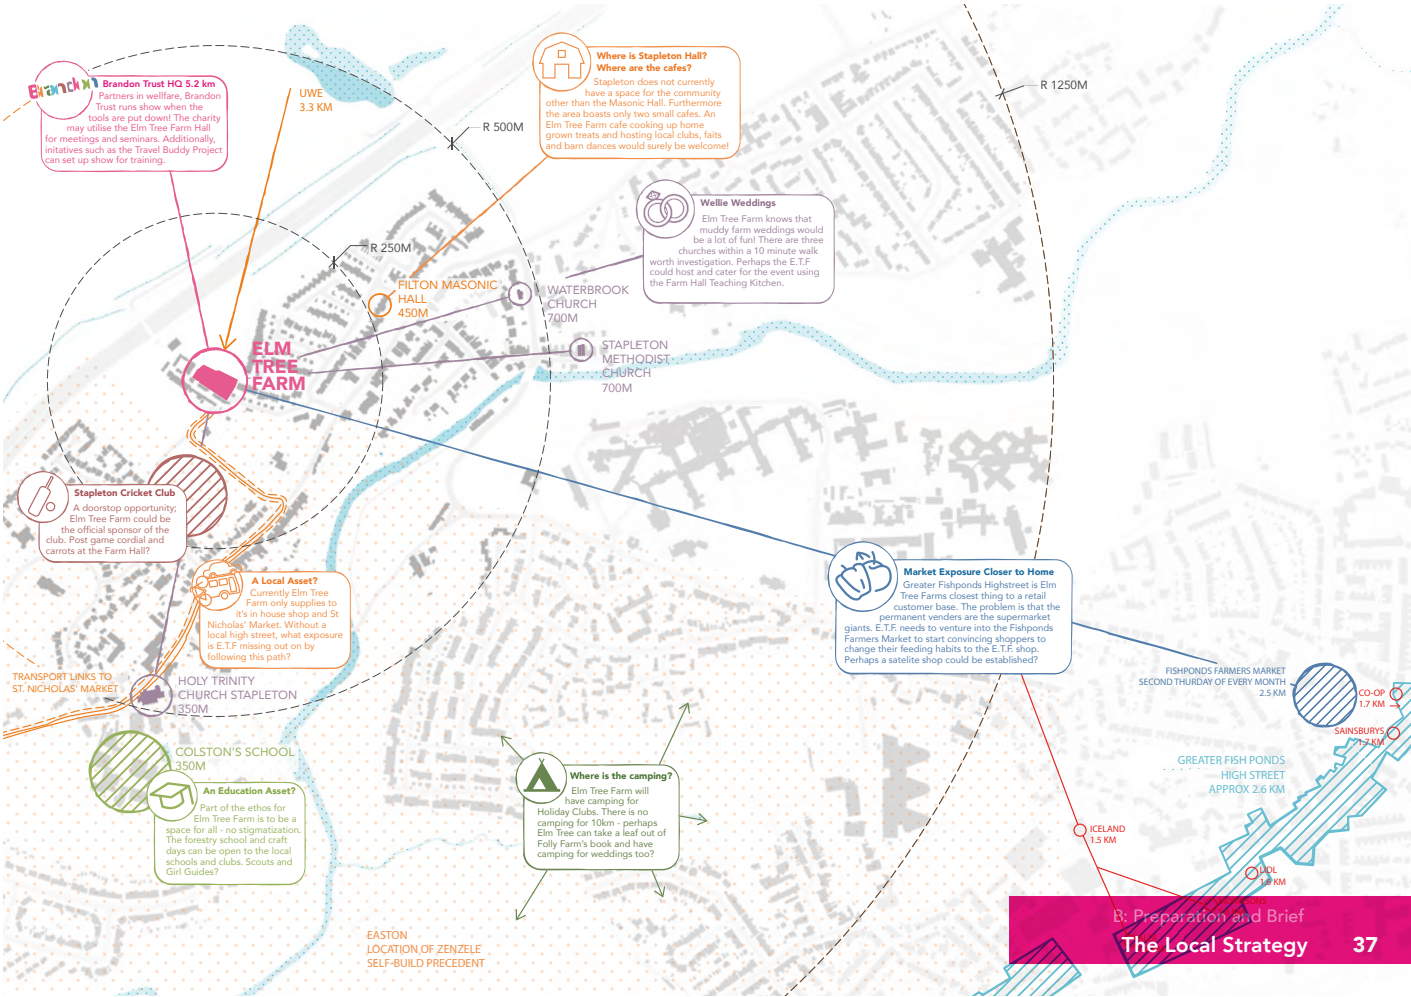 Brandon
Brandon Trust HQ 5.2 km
Partners in wellfare, Brandon
Trust runs show when the
tools are put down! The charity
may utilise the Elm Tree Farm Hall
for meetings and seminars. Additionally,
initatives such as the Travel Buddy Project
can set up show for training.
UWE
3.3 KM
Where is Stapleton Hall?
Where are the cafes?
Stapleton does not currently
have a space for the community
other than the Masonic Hall. Furthermore
the area boasts only two small cafes. An
Elm Tree Farm cafe cooking up home
grown treats and hosting local clubs, faits
and barn dances would surely be welcome!
R 1250M
R 500M
R 250M
Wellie Weddings
Elm Tree Farm knows that
muddy farm weddings would
be a lot of fun! There are three
churches within a 10 minute walk
worth investigation. Perhaps the E.T.F
could host and cater for the event using
the Farm Hall Teaching Kitchen.
FILTON MASONIC
HALL
450M
WATERBROOK
CHURCH
700M
STAPLETON
METHODIST
CHURCH
700M
ELM
TREE
FARM
Stapleton Cricket Club
A doorstop opportunity;
Elm Tree Farm could be
the official sponsor of the
club. Post game cordial and
carrots at the Farm Hall?
A Local Asset?
Currently Elm Tree
Farm only supplies to
it's in house shop and St
Nicholas' Market. Without a
local high street, what exposure
is E.T.F missing out on by
following this path?
Market Exposure Closer to Home
Greater Fishponds Highstreet is Elm
Tree Farms closest thing to a retail
customer base. The problem is that the
permanent venders are the supermarket
giants. E.T.F. needs to venture into the Fishponds
Farmers Market to start convincing shoppers to
change their feeding habits to the E.T.F. shop.
Perhaps a satelite shop could be established?
TRANSPORT LINKS TO
ST. NICHOLAS' MARKET
HOLY TRINITY
CHURCH STAPLETON
350M
FISHPONDS FARMERS MARKET
SECOND THURDAY OF EVERY MONTH
2.5 KM
CO-OP
1.7 KM
SAINSBURYS
1.7 KM
GREATER FISH PONDS
HIGH STREET
APPROX 2.6 KM
COLSTON'S SCHOOL
350M
An Education Asset?
Part of the ethos for
Elm Tree Farm is to be a
space for all - no stigmatization.
The forestry school and craft
days can be open to the local
schools and clubs. Scouts and
Girl Guides?
Where is the camping?
Elm Tree Farm will
have camping for
Holiday Clubs. There is no
camping for 10km - perhaps
Elm Tree can take a leaf out of
Folly Farm's book and have
camping for weddings too?
ICELAND
1.5 KM
LIDL
1.6 KM
EASTON
LOCATION OF ZENZELE
SELF-BUILD PRECEDENT
B: Preparation and Brief
The Local Strategy 37